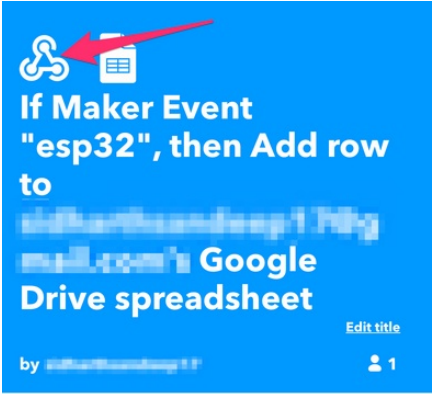 If Maker Event
"esp32", then Add row
to
Google
Drive spreadsheet
Edit title
by
1